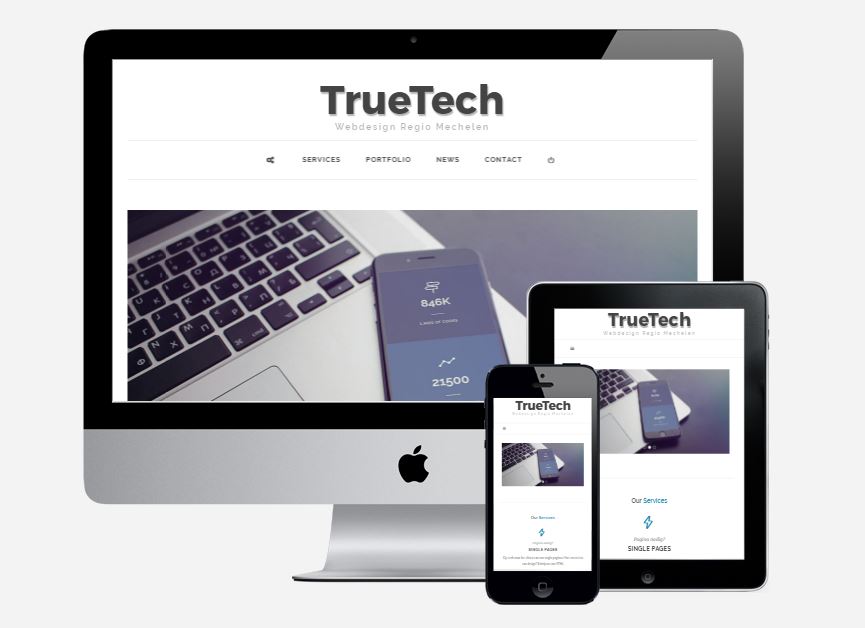 TrueTech
Webdesign Regio Mechelen
SERVICES PORTFOLIO NEWS CONTACT
846K
Lines of codes
21500
TrueTech
Webdesign Regio Mechelen
Our Services
Pagina nodig?
SINGLE PAGES
TrueTech
Webdesign Regio Mechelen
Our Services
Pagina nodig?
SINGLE PAGES